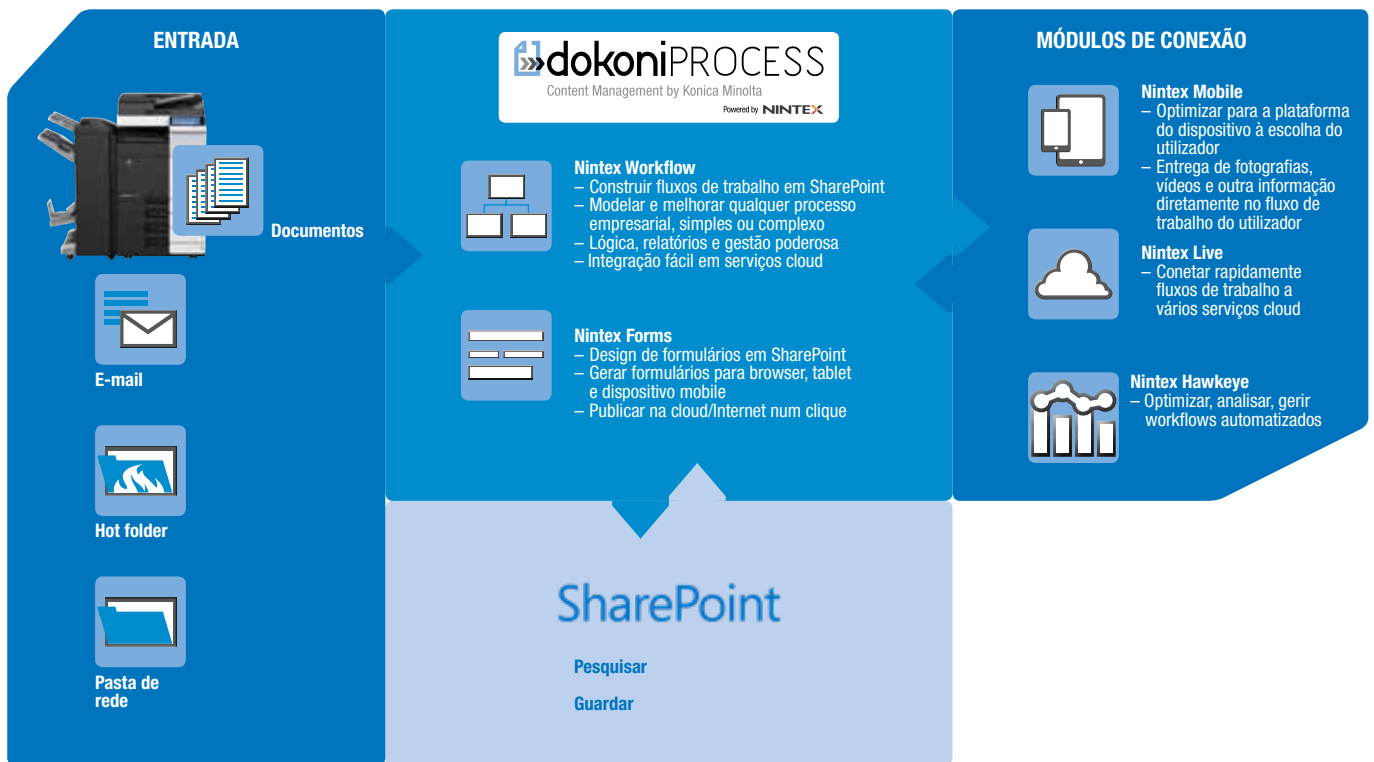 ENTRADA
Documentos
E-mail
Hot folder
Pasta de
rede
dokoniPROCESS
Content Management by Konica Minolta
Powered by NINTEX
Nintex Workflow
– Construir fluxos de trabalho em SharePoint
– Modelar e melhorar qualquer processo
empresarial, simples ou complexo
– Lógica, relatórios e gestão poderosa
– Integração fácil em serviços cloud
Nintex Forms
– Design de formulários em SharePoint
– Gerar formulários para browser, tablet
e dispositivo mobile
– Publicar na cloud/Internet num clique
SharePoint
Pesquisar
Guardar
MÓDULOS DE CONEXÃO
Nintex Mobile
– Optimizar para a plataforma
do dispositivo à escolha do
utilizador
– Entrega de fotografias,
vídeos e outra informação
diretamente no fluxo de
trabalho do utilizador
Nintex Live
– Conetar rapidamente
fluxos de trabalho a
vários serviços cloud
Nintex Hawkeye
– Optimizar, analisar, gerir
workflows automatizados